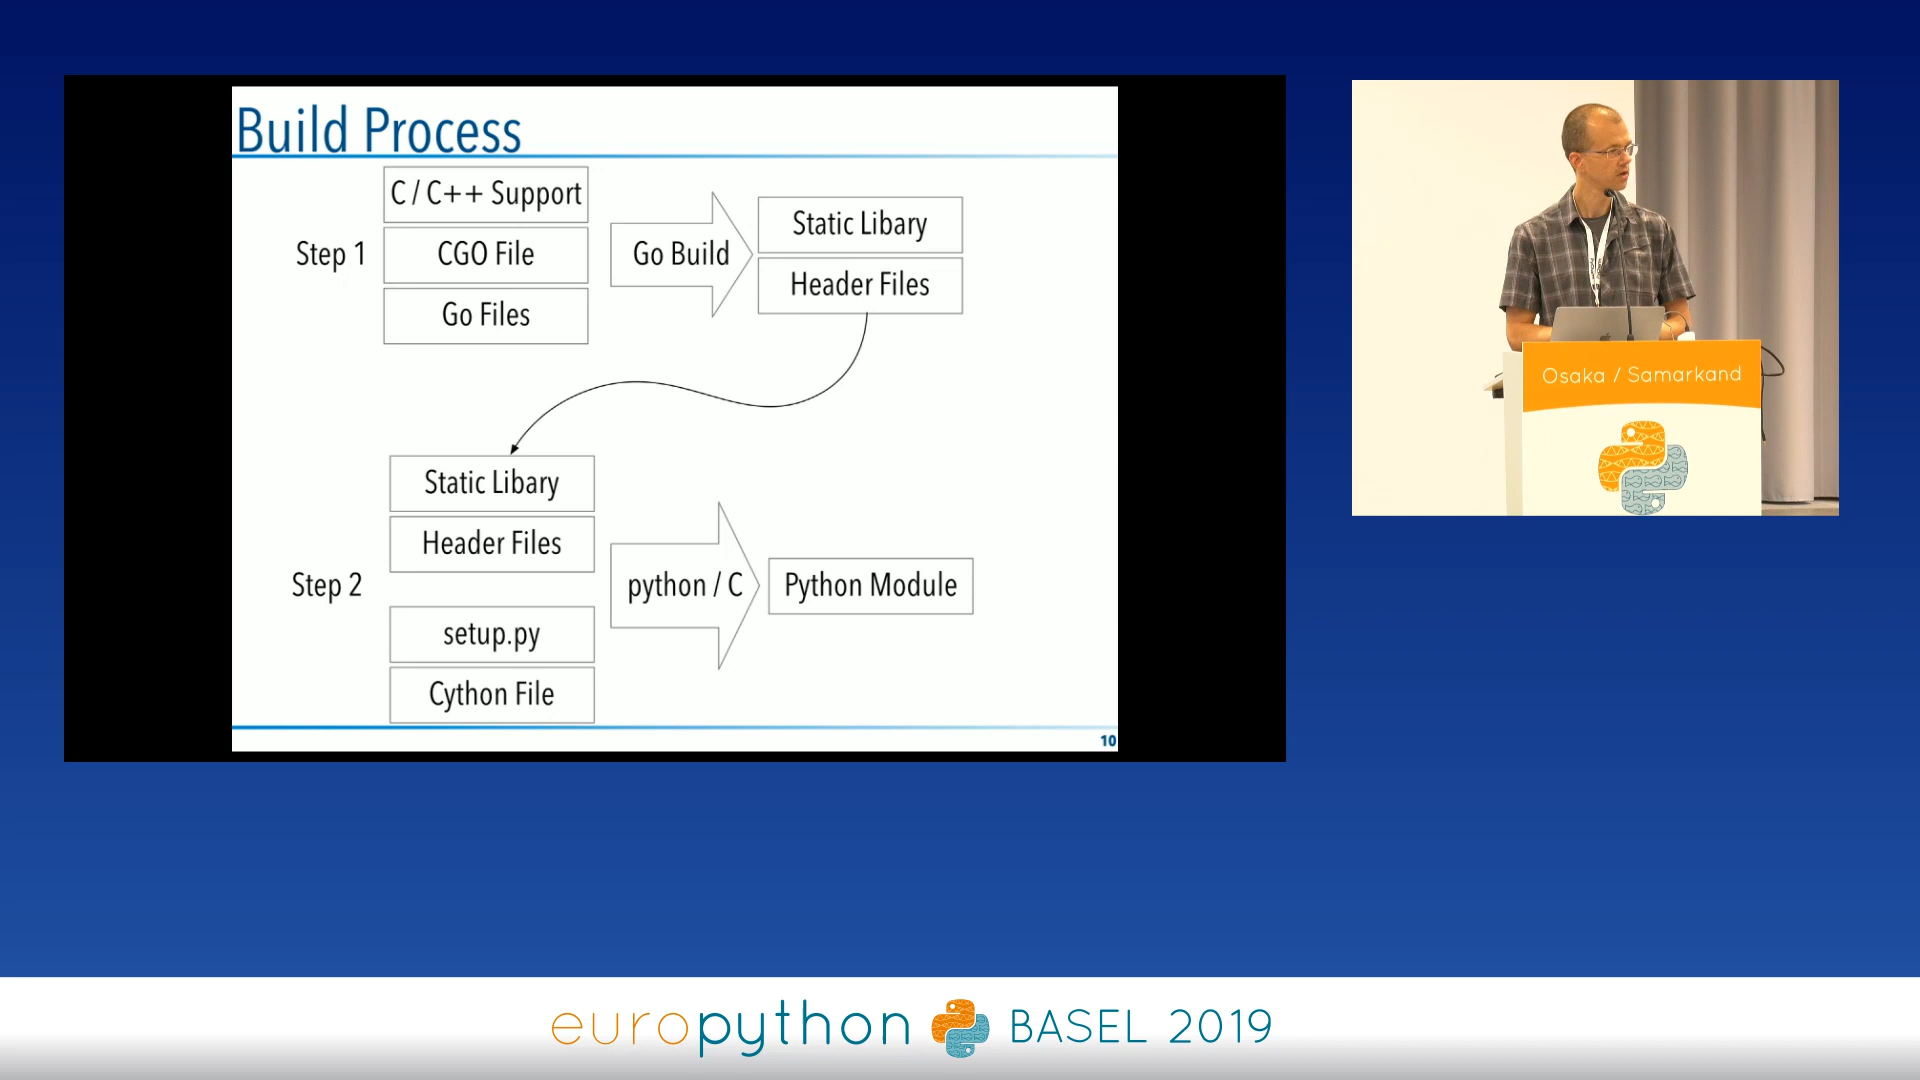 Build Process
C / C++ Support
Step 1
CGO File
Go Files
Go Build
Static Libary
Header Files
Static Libary
Header Files
Step 2
setup.py
Cython File
python / C
Python Module
10
Osaka / Samarkand
europython BASEL 2019